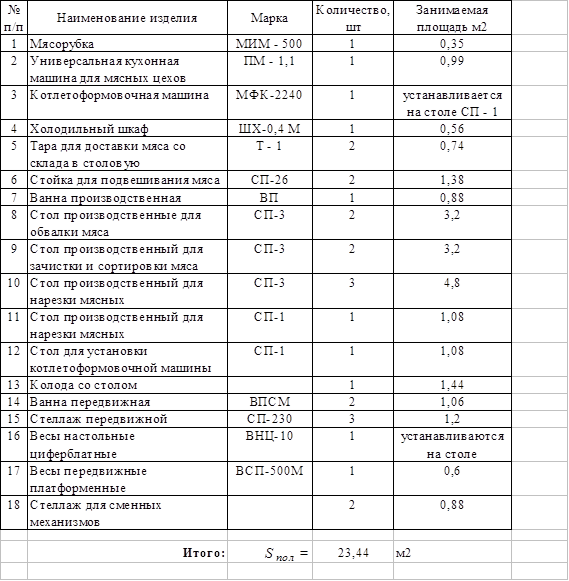 № п/п Наименование изделия Марка Количество, шт Занимаемая площадь м2
1 Мясорубка МИМ - 500 1 0,35
2 Универсальная кухонная машина для мясных цехов ПМ - 1,1 1 0,99
3 Котлетоформовочная машина МФК-2240 1 устанавливается на столе СП - 1
4 Холодильный шкаф ШХ-0,4 М 1 0,56
5 Тара для доставки мяса со склада в столовую Т - 1 2 0,74
6 Стойка для подвешивания мяса СП-26 2 1,38
7 Ванна производственная ВП 1 0,88
8 Стол производственные для обвалки мяса СП-3 2 3,2
9 Стол производственный для зачистки и сортировки мяса СП-3 2 3,2
10 Стол производственный для нарезки мясных СП-3 3 4,8
11 Стол производственный для нарезки мясных СП-1 1 1,08
12 Стол для установки котлетоформовочной машины СП-1 1 1,08
13 Колода со столом 1 1,44
14 Ванна передвижная ВПСМ 2 1,06
15 Стеллаж передвижной СП-230 3 1,2
16 Весы настольные циферблатные ВНЦ-10 1 устанавливаются на столе
17 Весы передвижные платформенные ВСП-500М 1 0,6
18 Стеллаж для сменных механизмов 2 0,88
Итого: S пол = 23,44 м2